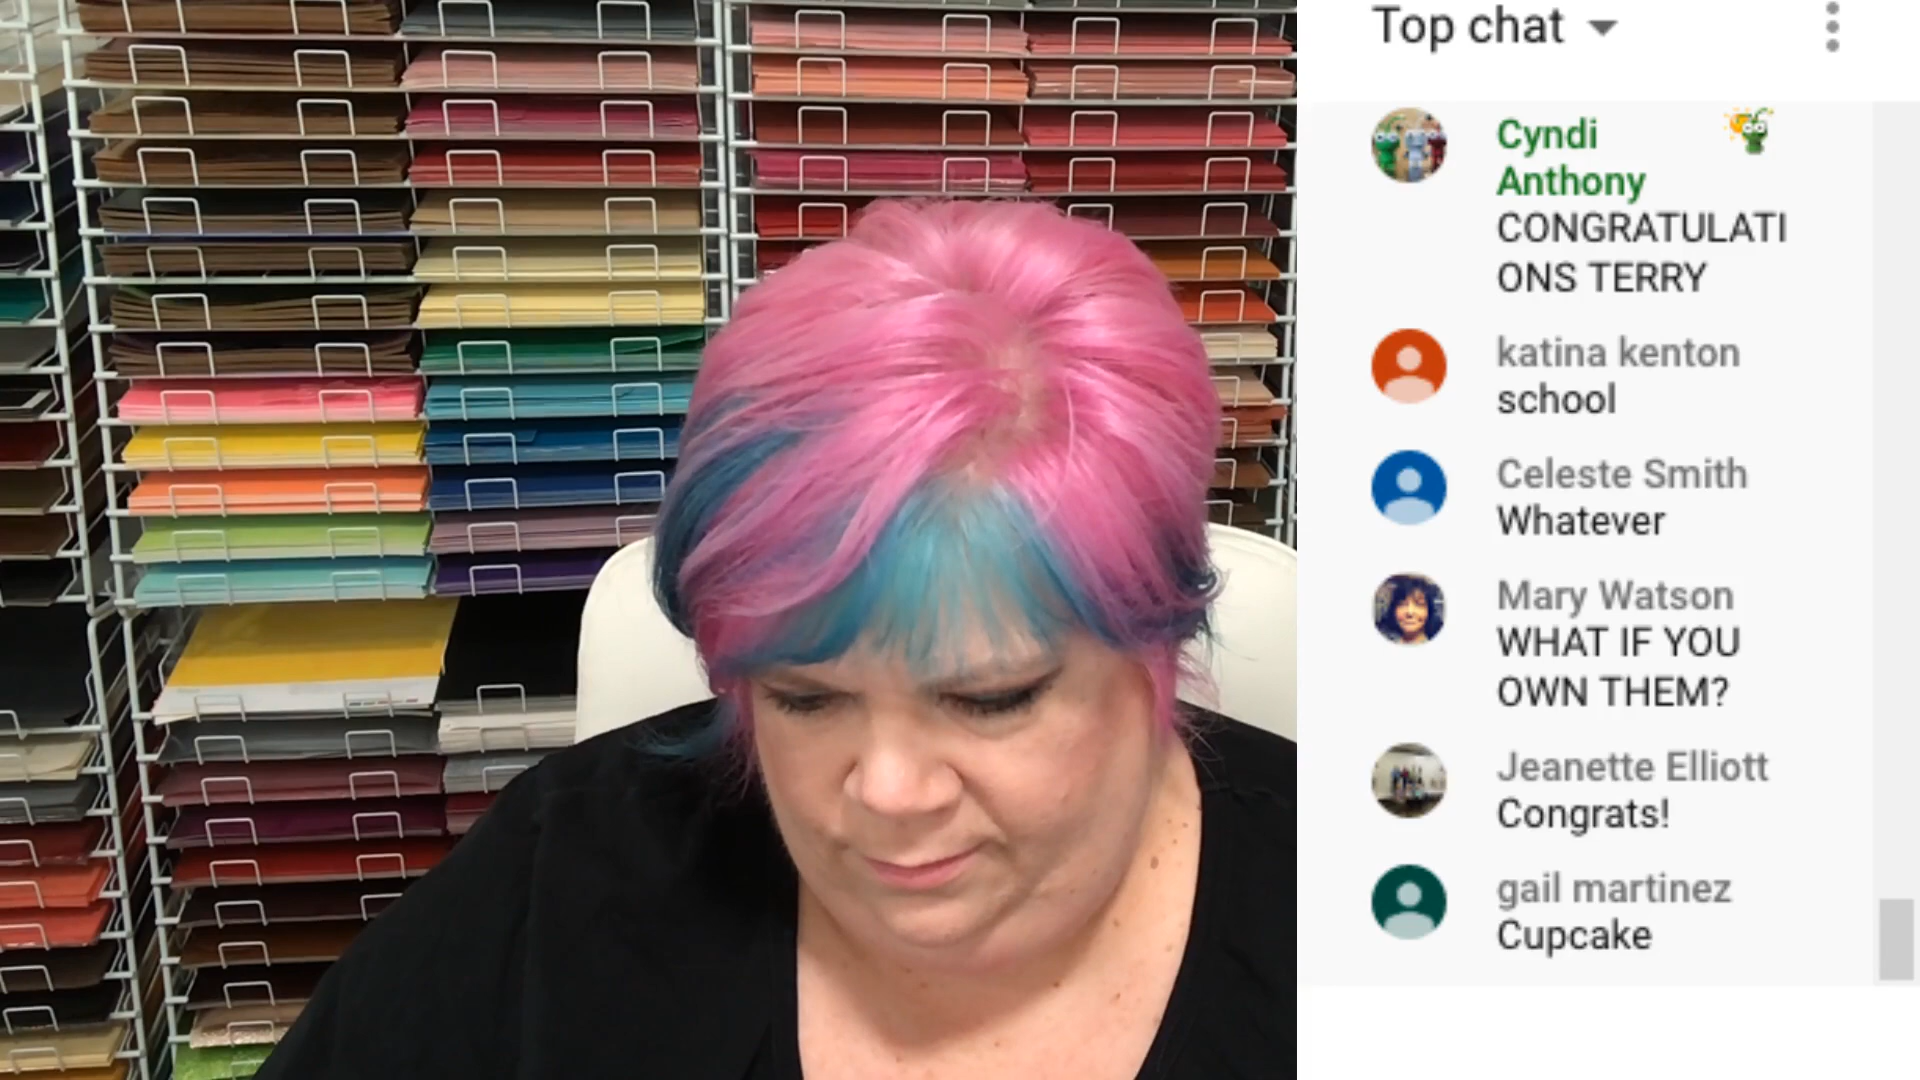 Top chat
Cyndi
Anthony
CONGRATULATI
ONS TERRY
katina kenton
school
Celeste Smith
Whatever
Mary Watson
WHAT IF YOU
OWN THEM?
Jeanette Elliott
Congrats!
gail martinez
Cupcake